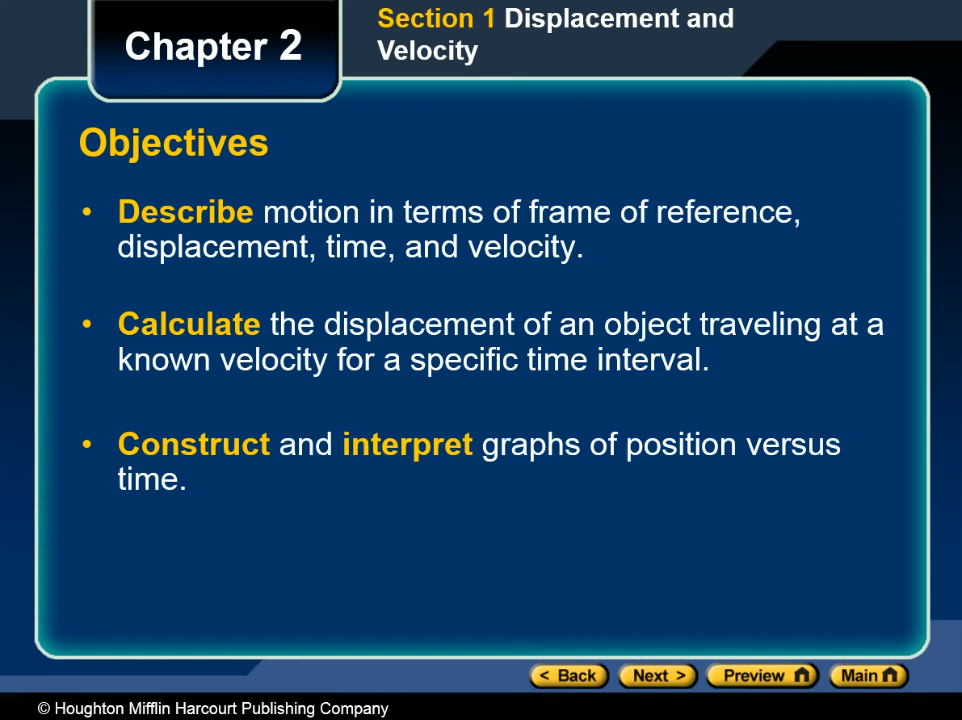 Chapter 2
Section 1 Displacement and
Velocity
Objectives
• Describe motion in terms of frame of reference,
displacement, time, and velocity.
• Calculate the displacement of an object traveling at a
known velocity for a specific time interval.
• Construct and interpret graphs of position versus
time.
< Back
Next >
Preview
Main
© Houghton Mifflin Harcourt Publishing Company